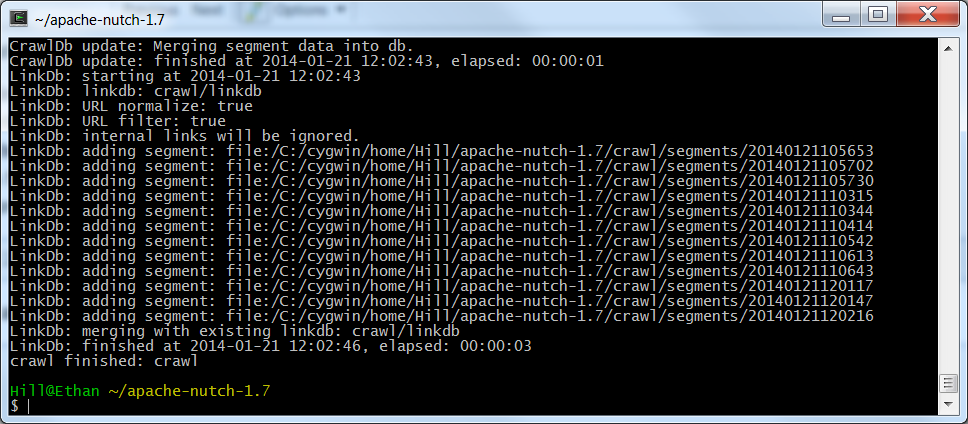 Options
~/apache-nutch-1.7
CrawlDb update: Merging segment data into db.
CrawlDb update: finished at 2014-01-21 12:02:43, elapsed: 00:00:01
LinkDb: starting at 2014-01-21 12:02:43
LinkDb: linkdb: crawl/linkdb
LinkDb: URL normalize: true
LinkDb: URL filter: true
LinkDb: internal links will be ignored.
LinkDb: adding segment: file:/C:/cygwin/home/Hill/apache-nutch-1.7/crawl/segments/20140121105653
LinkDb: adding segment: file:/C:/cygwin/home/Hill/apache-nutch-1.7/crawl/segments/20140121105702
LinkDb: adding segment: file:/C:/cygwin/home/Hill/apache-nutch-1.7/crawl/segments/20140121105730
LinkDb: adding segment: file:/C:/cygwin/home/Hill/apache-nutch-1.7/crawl/segments/20140121110315
LinkDb: adding segment: file:/C:/cygwin/home/Hill/apache-nutch-1.7/crawl/segments/20140121110344
LinkDb: adding segment: file:/C:/cygwin/home/Hill/apache-nutch-1.7/crawl/segments/20140121110414
LinkDb: adding segment: file:/C:/cygwin/home/Hill/apache-nutch-1.7/crawl/segments/20140121110542
LinkDb: adding segment: file:/C:/cygwin/home/Hill/apache-nutch-1.7/crawl/segments/20140121110613
LinkDb: adding segment: file:/C:/cygwin/home/Hill/apache-nutch-1.7/crawl/segments/20140121110643
LinkDb: adding segment: file:/C:/cygwin/home/Hill/apache-nutch-1.7/crawl/segments/20140121120117
LinkDb: adding segment: file:/C:/cygwin/home/Hill/apache-nutch-1.7/crawl/segments/20140121120147
LinkDb: adding segment: file:/C:/cygwin/home/Hill/apache-nutch-1.7/crawl/segments/20140121120216
LinkDb: merging with existing linkdb: crawl/linkdb
LinkDb: finished at 2014-01-21 12:02:46, elapsed: 00:00:03
crawl finished: crawl
Hill@Ethan ~/apache-nutch-1.7
$